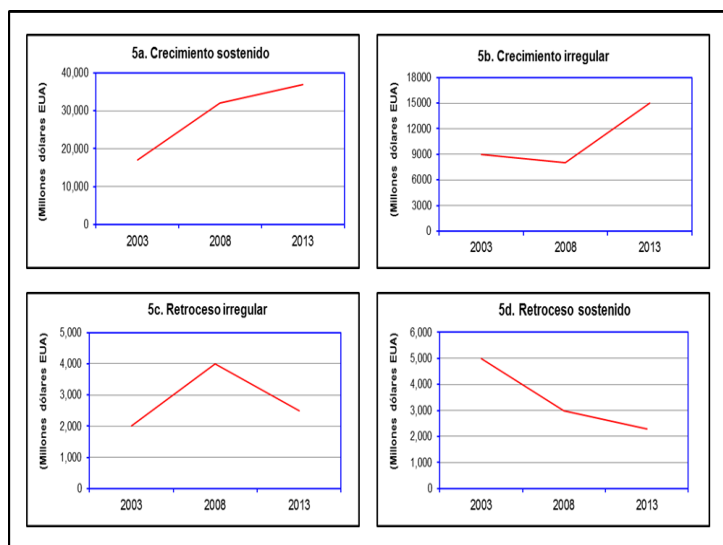 5a. Crecimiento sostenido
(Millones dólares EUA)
40,000
30,000
20,000
10,000
0
2003 2008 2013
5b. Crecimiento irregular
(Millones dólares EUA)
18000
15000
12000
9000
6000
3000
0
2003 2008 2013
5c. Retroceso irregular
(Millones dólares EUA)
5,000
4,000
3,000
2,000
1,000
0
2003 2008 2013
5d. Retroceso sostenido
(Millones dólares EUA)
6,000
5,000
4,000
3,000
2,000
1,000
0
2003 2008 2013